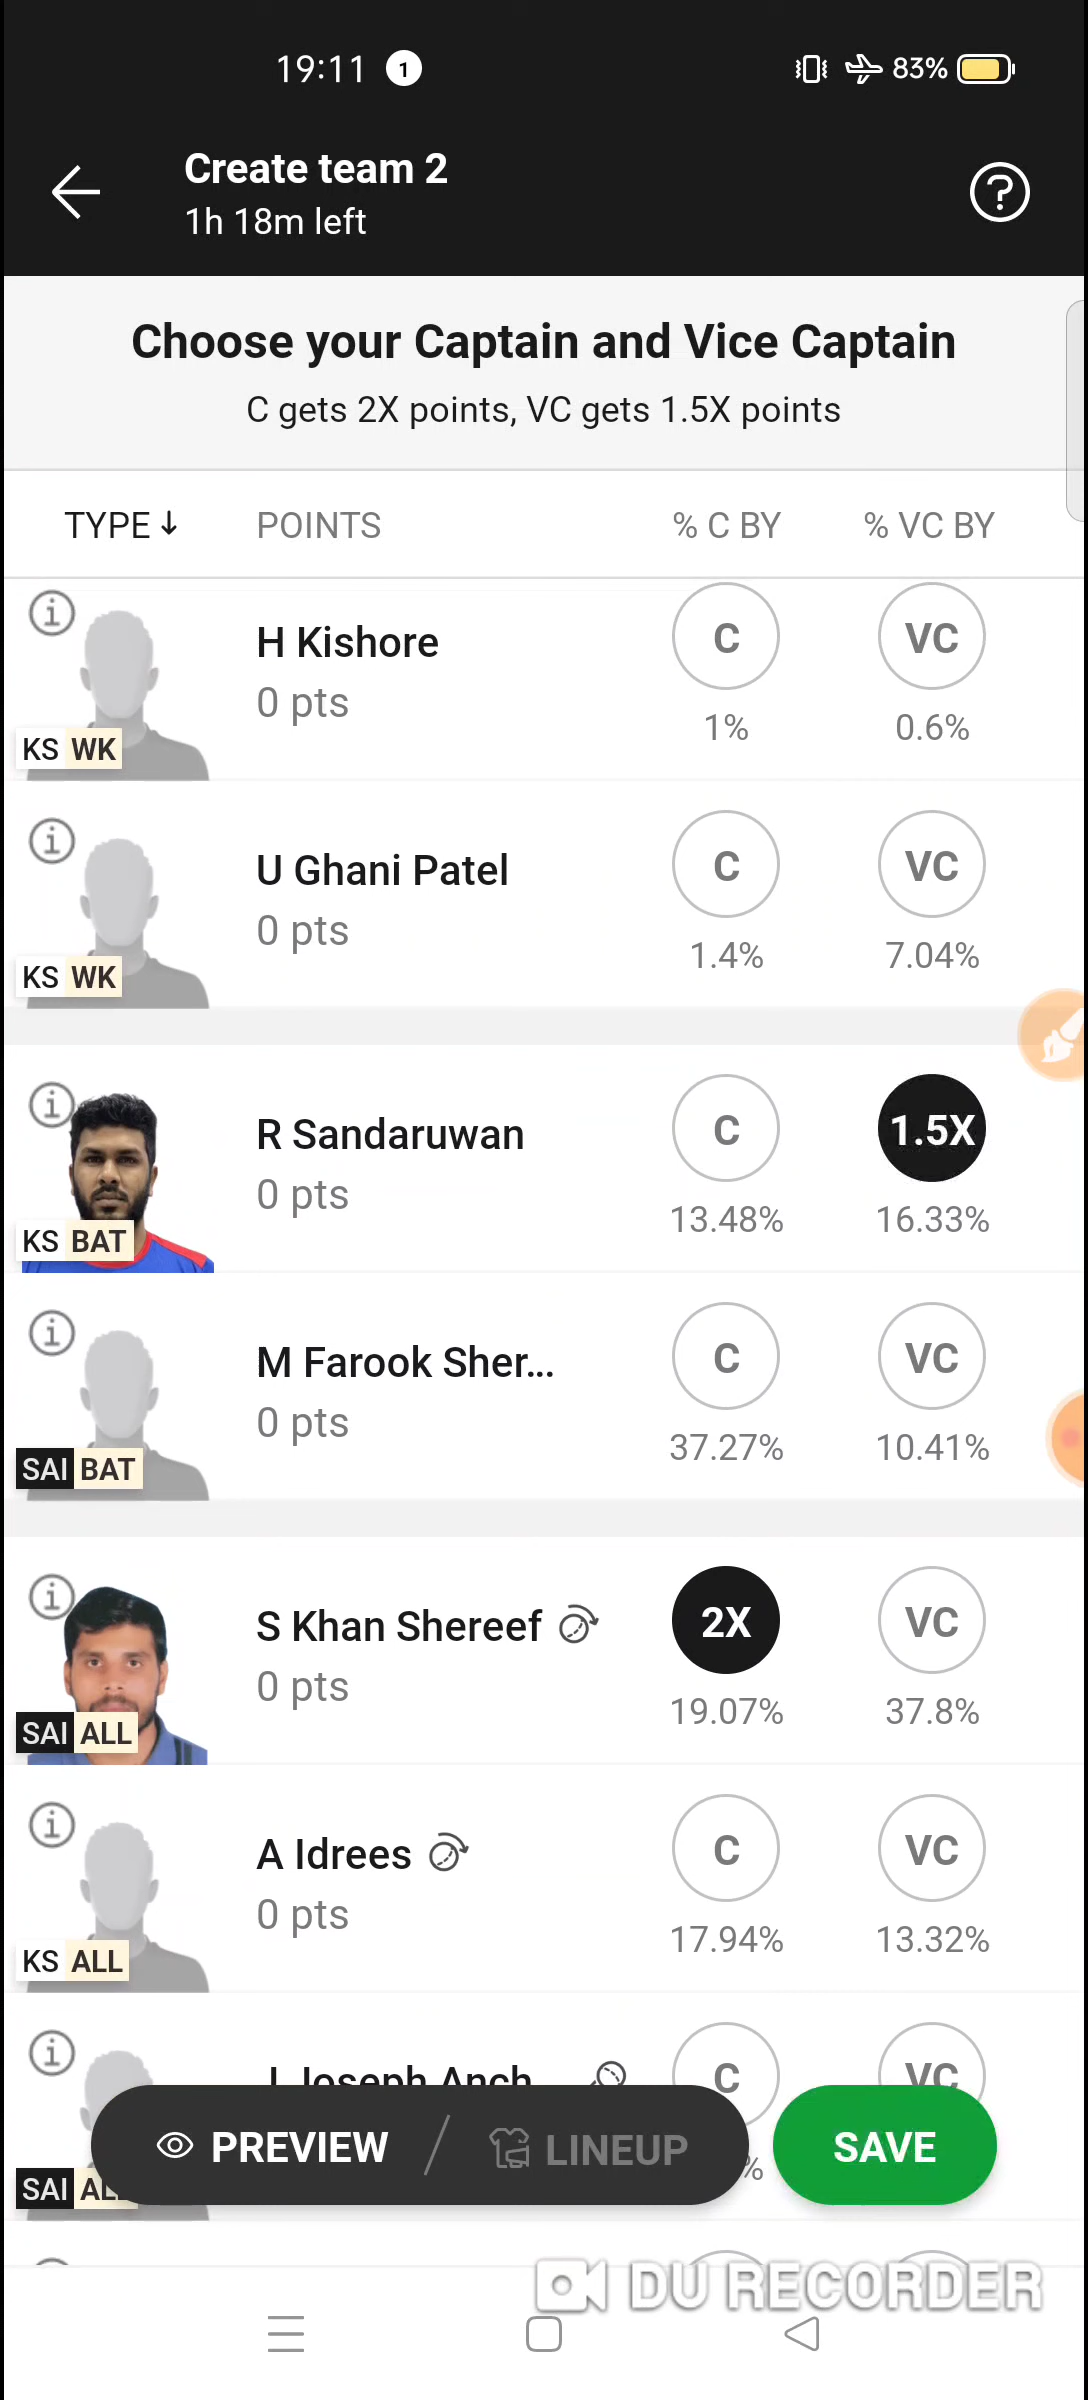 19:11 1 83%
Create team 2
1h 18m left
Choose your Captain and Vice Captain
C gets 2X points, VC gets 1.5X points
TYPE POINTS % C BY % VC BY
H Kishore C VC
0 pts 1% 0.6%
KS WK
U Ghani Patel C VC
0 pts 1.4% 7.04%
KS WK
R Sandaruwan C 1.5X
0 pts 13.48% 16.33%
KS BAT
M Farook Sher... C VC
0 pts 37.27% 10.41%
SAI BAT
S Khan Shereef 2X VC
0 pts 19.07% 37.8%
SAI ALL
A Idrees C VC
0 pts 17.94% 13.32%
KS ALL
Joseph Anch C VC
PREVIEW / LINEUP % SAVE
SAI
DU RECORDER